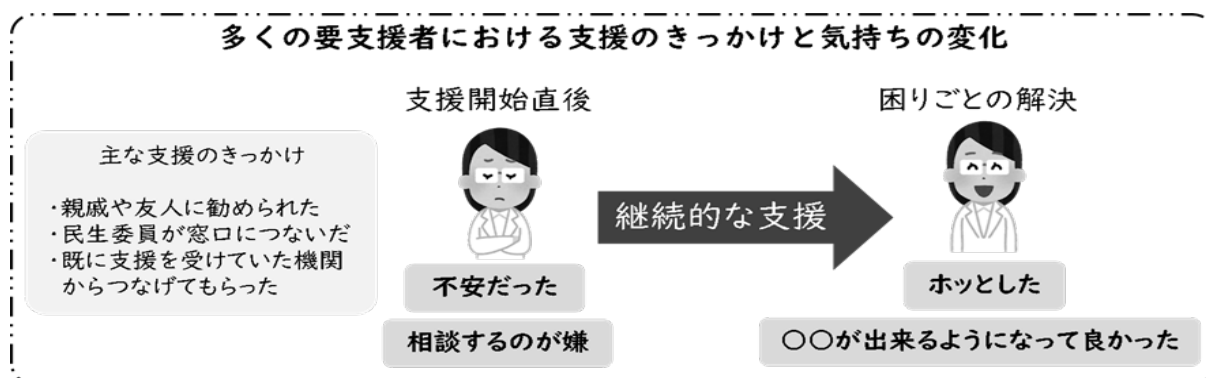 多くの要支援者における支援のきっかけと気持ちの変化
主な支援のきっかけ
・親戚や友人に勧められた
・民生委員が窓口につないだ
・既に支援を受けていた機関
からつなげてもらった
支援開始直後
不安だった
相談するのが嫌
継続的な支援
困りごとの解決
ホッとした
〇〇が出来るようになって良かった